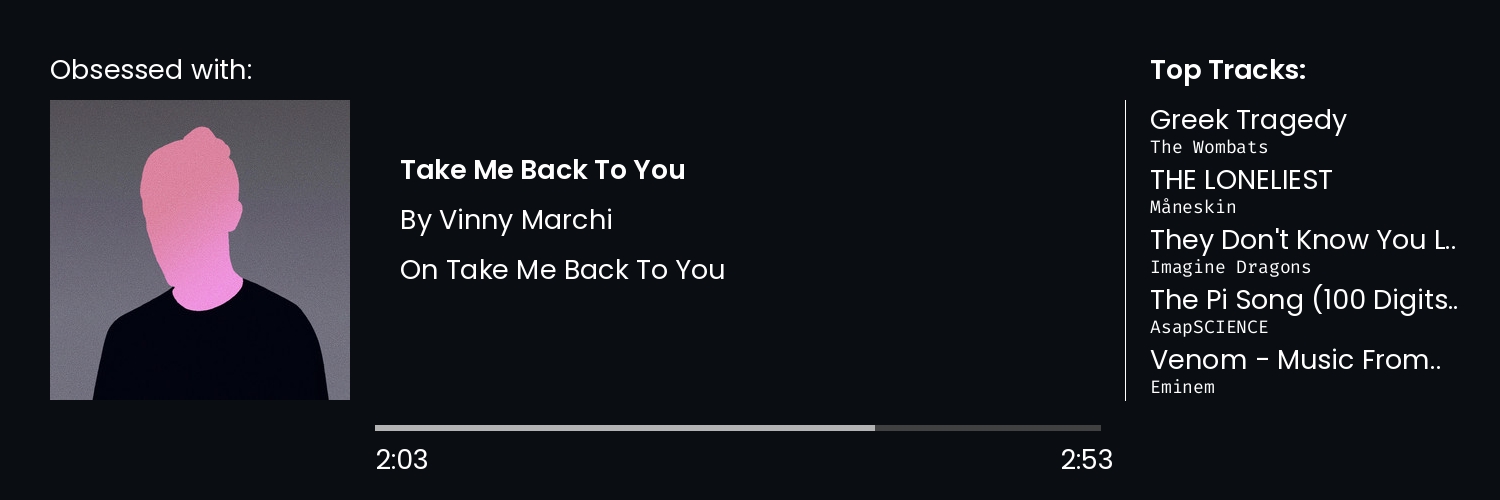 Obsessed with:
Take Me Back To You
By Vinny Marchi
On Take Me Back To You
2:03
2:53
Top Tracks:
Greek Tragedy
The Wombats
THE LONELIEST
Måneskin
They Don't Know You L..
Imagine Dragons
The Pi Song (100 Digits..
AsapSCIENCE
Venom - Music From..
Eminem